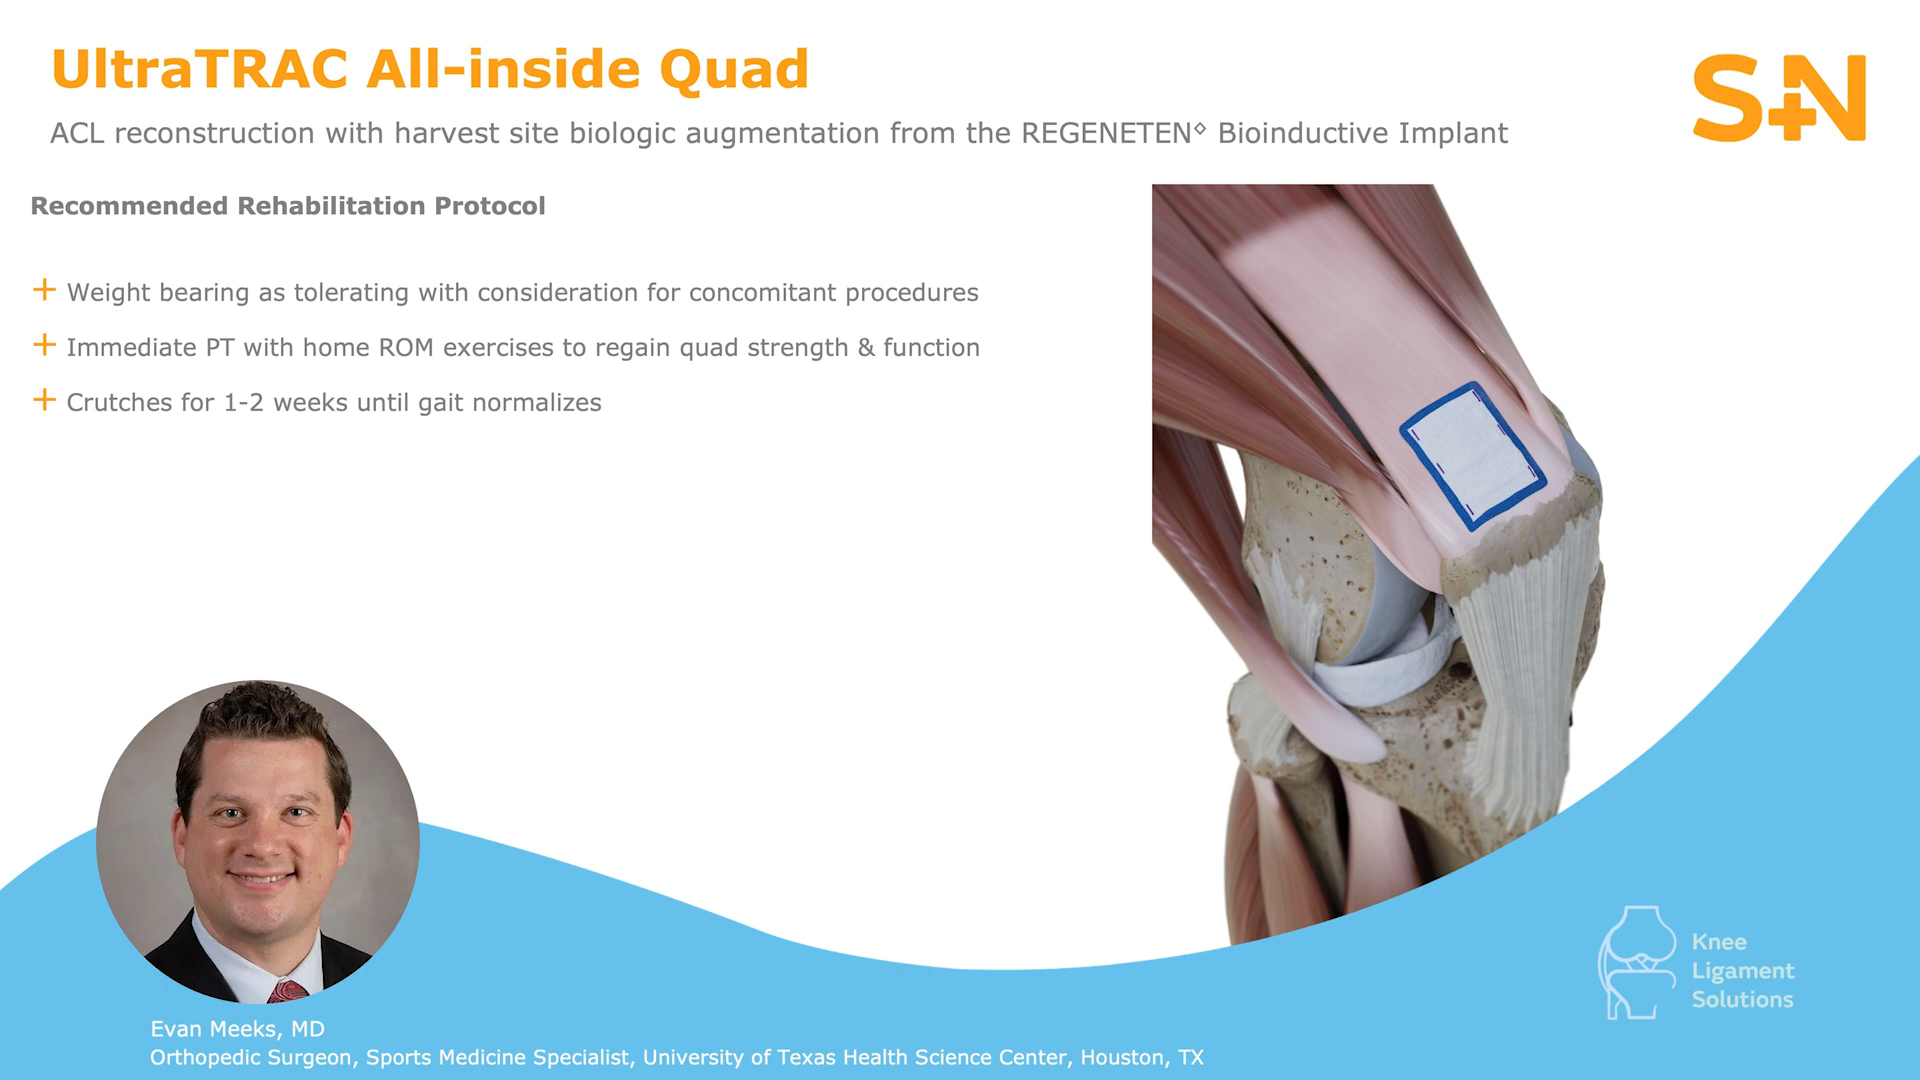 UltraTRAC All-inside Quad
S+N
ACL reconstruction with harvest site biologic augmentation from the REGENETEN◊ Bioinductive Implant
Recommended Rehabilitation Protocol
+ Weight bearing as tolerating with consideration for concomitant procedures
+ Immediate PT with home ROM exercises to regain quad strength & function
+ Crutches for 1-2 weeks until gait normalizes
Knee
Ligament
Solutions
Evan Meeks, MD
Orthopedic Surgeon, Sports Medicine Specialist, University of Texas Health Science Center, Houston, TX